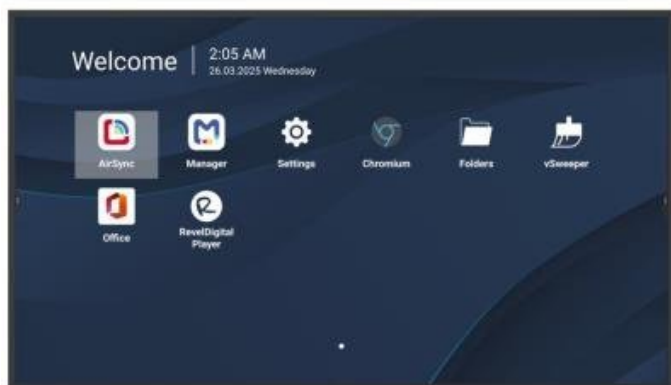 Welcome
2:05 AM
26.03.2025 Wednesday
AirSync
Manager
Settings
Chromium
Folders
vSweeper
Office
RevelDigital
Player